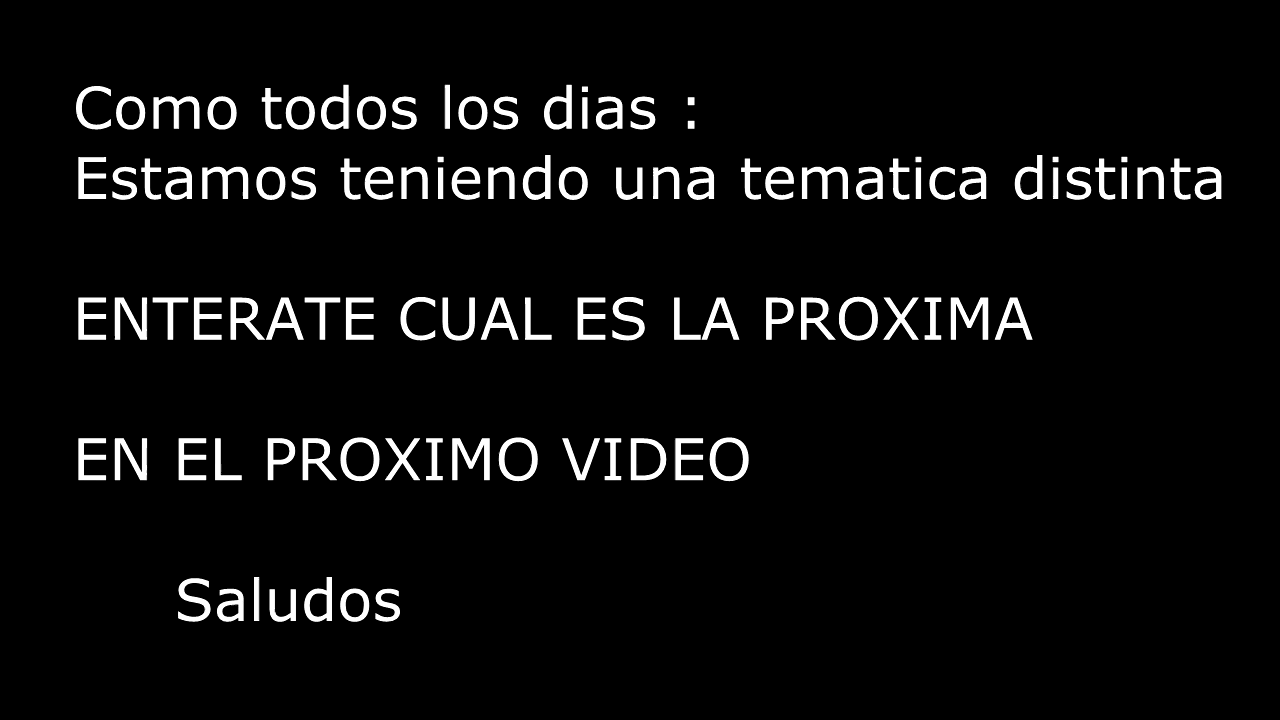 Como todos los dias :
Estamos teniendo una tematica distinta
ENTERATE CUAL ES LA PROXIMA
EN EL PROXIMO VIDEO
Saludos